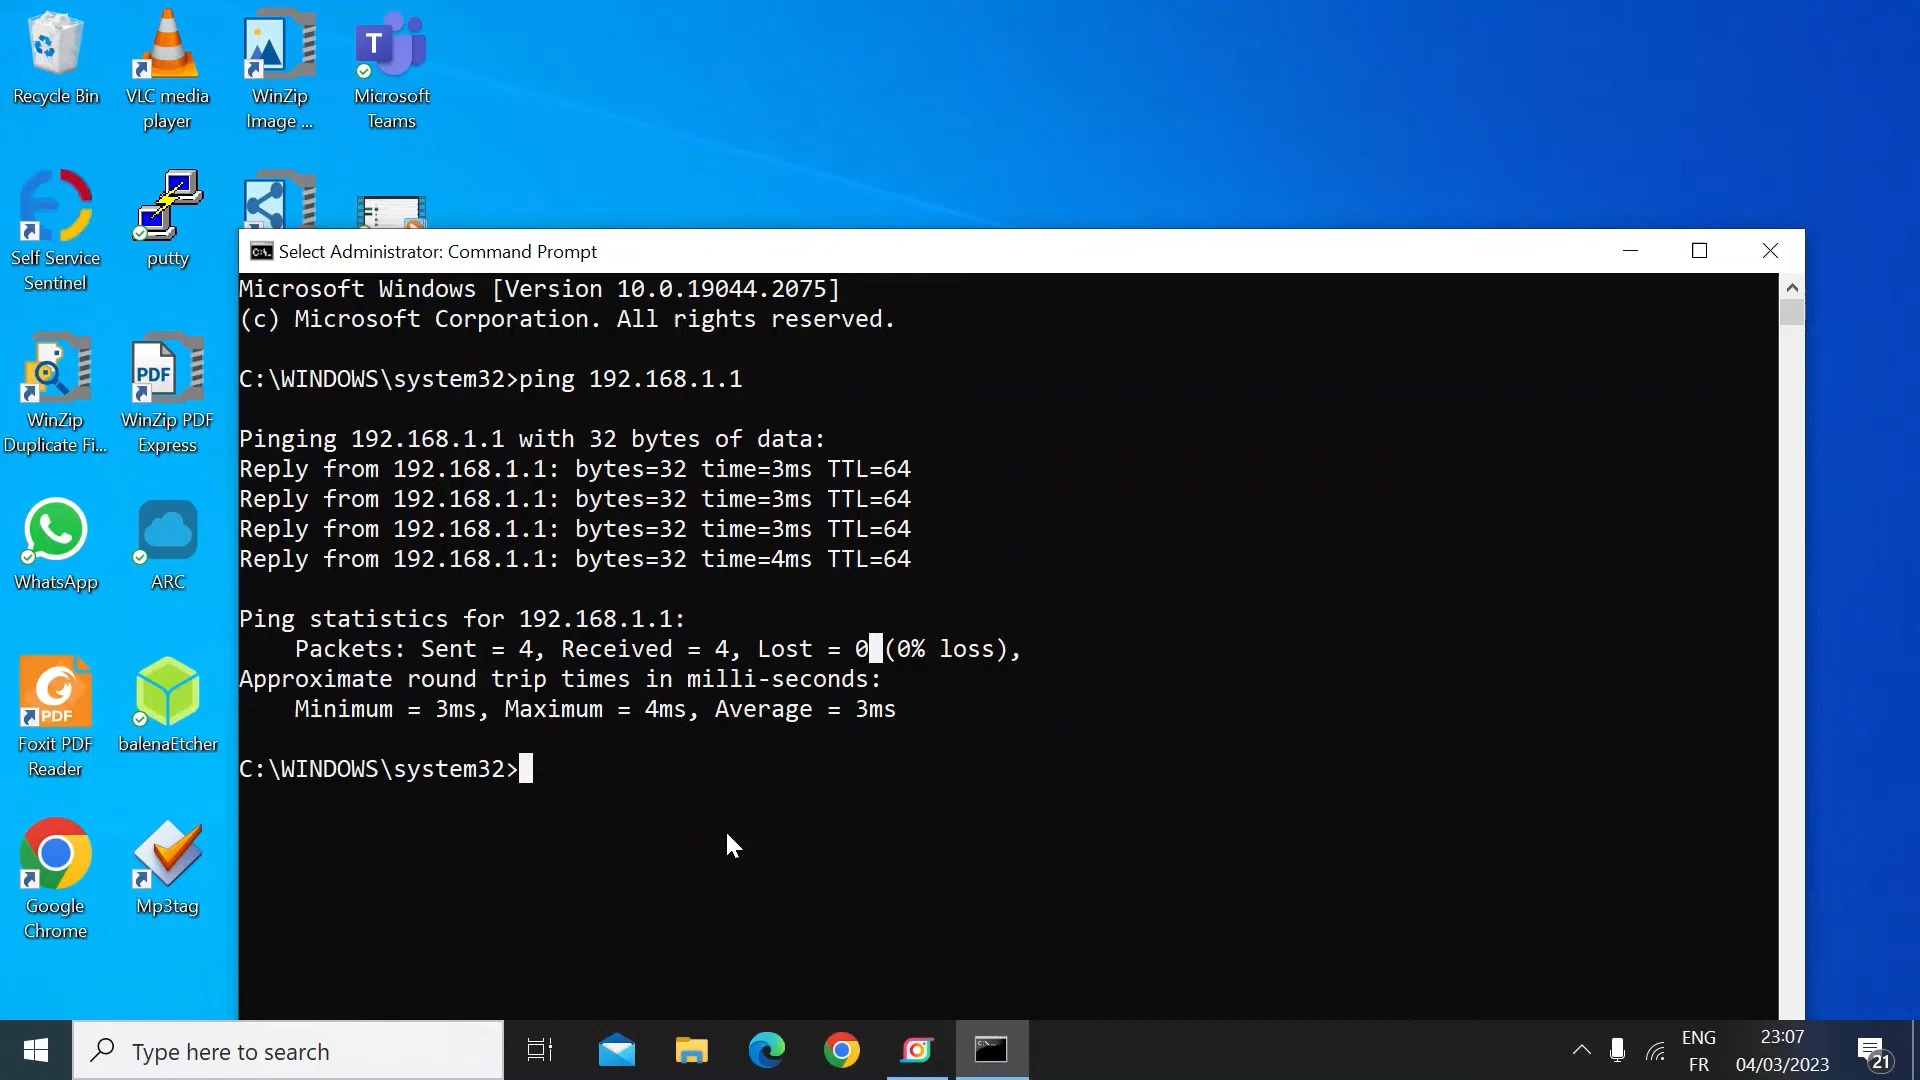 Recycle Bin
VLC media
player
WinZip
Image ...
T
Microsoft
Teams
Self Service
Sentinel
putty
WinZip
Duplicate Fi...
PDF
WinZip PDF
Express
WhatsApp
ARC
PDF
Foxit PDF
Reader
balenaEtcher
Google
Chrome
Mp3tag
C:\.
Select Administrator: Command Prompt
Microsoft Windows [Version 10.0.19044.2075]
(c) Microsoft Corporation. All rights reserved.
C:\WINDOWS\system32>ping 192.168.1.1
Pinging 192.168.1.1 with 32 bytes of data:
Reply from 192.168.1.1: bytes=32 time=3ms TTL=64
Reply from 192.168.1.1: bytes=32 time=3ms TTL=64
Reply from 192.168.1.1: bytes=32 time=3ms TTL=64
Reply from 192.168.1.1: bytes=32 time=4ms TTL=64
Ping statistics for 192.168.1.1:
Packets: Sent = 4, Received = 4, Lost = 0 (0% loss),
Approximate round trip times in milli-seconds:
Minimum = 3ms, Maximum = 4ms, Average = 3ms
C:\WINDOWS\system32>
Type here to search
ENG
FR
23:07
04/03/2023
21